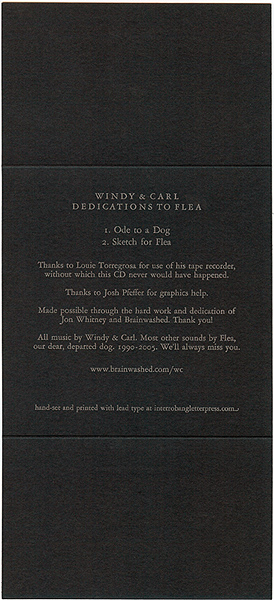 WINDY & CARL
DEDICATIONS TO FLEA
1. Ode to a Dog
2. Sketch for Flea
Thanks to Louie Torregrosa for use of his tape recorder,
without which this CD never would have happened.
Thanks to Josh Pfeffer for graphics help.
Made possible through the hard work and dedication of
Jon Whitney and Brainwashed. Thank you!
All music by Windy & Carl. Most other sounds by Flea,
our dear, departed dog. 1990-2005. We'll always miss you.
www.brainwashed.com/wc
hand-set and printed with lead type at interrobangletterpress.com